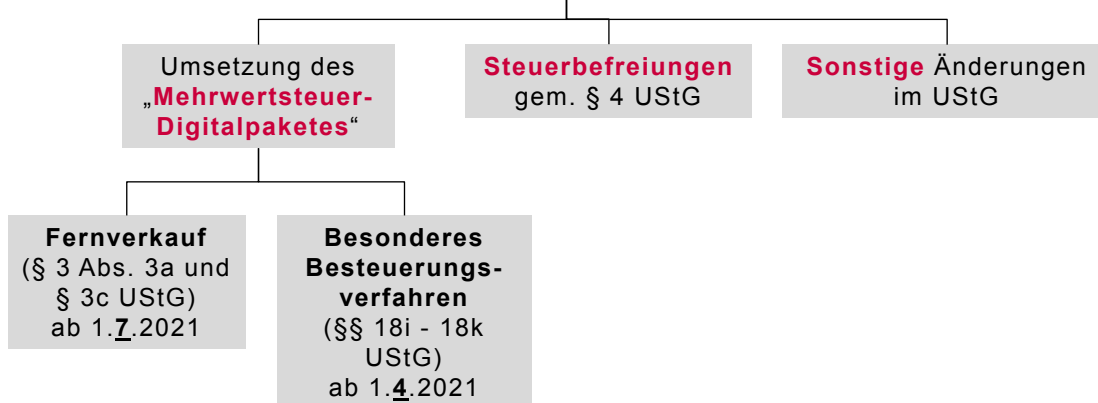 Umsetzung des
„Mehrwertsteuer-
Digitalpaketes“
Steuerbefreiungen
gem. § 4 UStG
Sonstige Änderungen
im UStG
Fernverkauf
(§ 3 Abs. 3a und
§ 3c UStG)
ab 1.7.2021
Besonderes
Besteuerungs-
verfahren
(§§ 18i - 18k
UStG)
ab 1.4.2021